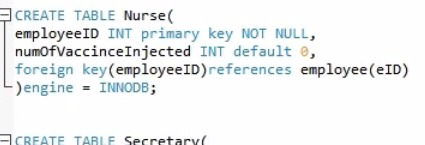 CREATE TABLE Nurse(
employeeID INT primary key NOT NULL,
numOfVaccinceInjected INT default 0,
foreign key(employeeID)references employee(eID)
)engine = INNODB;
CREATE TABLE Secretary(